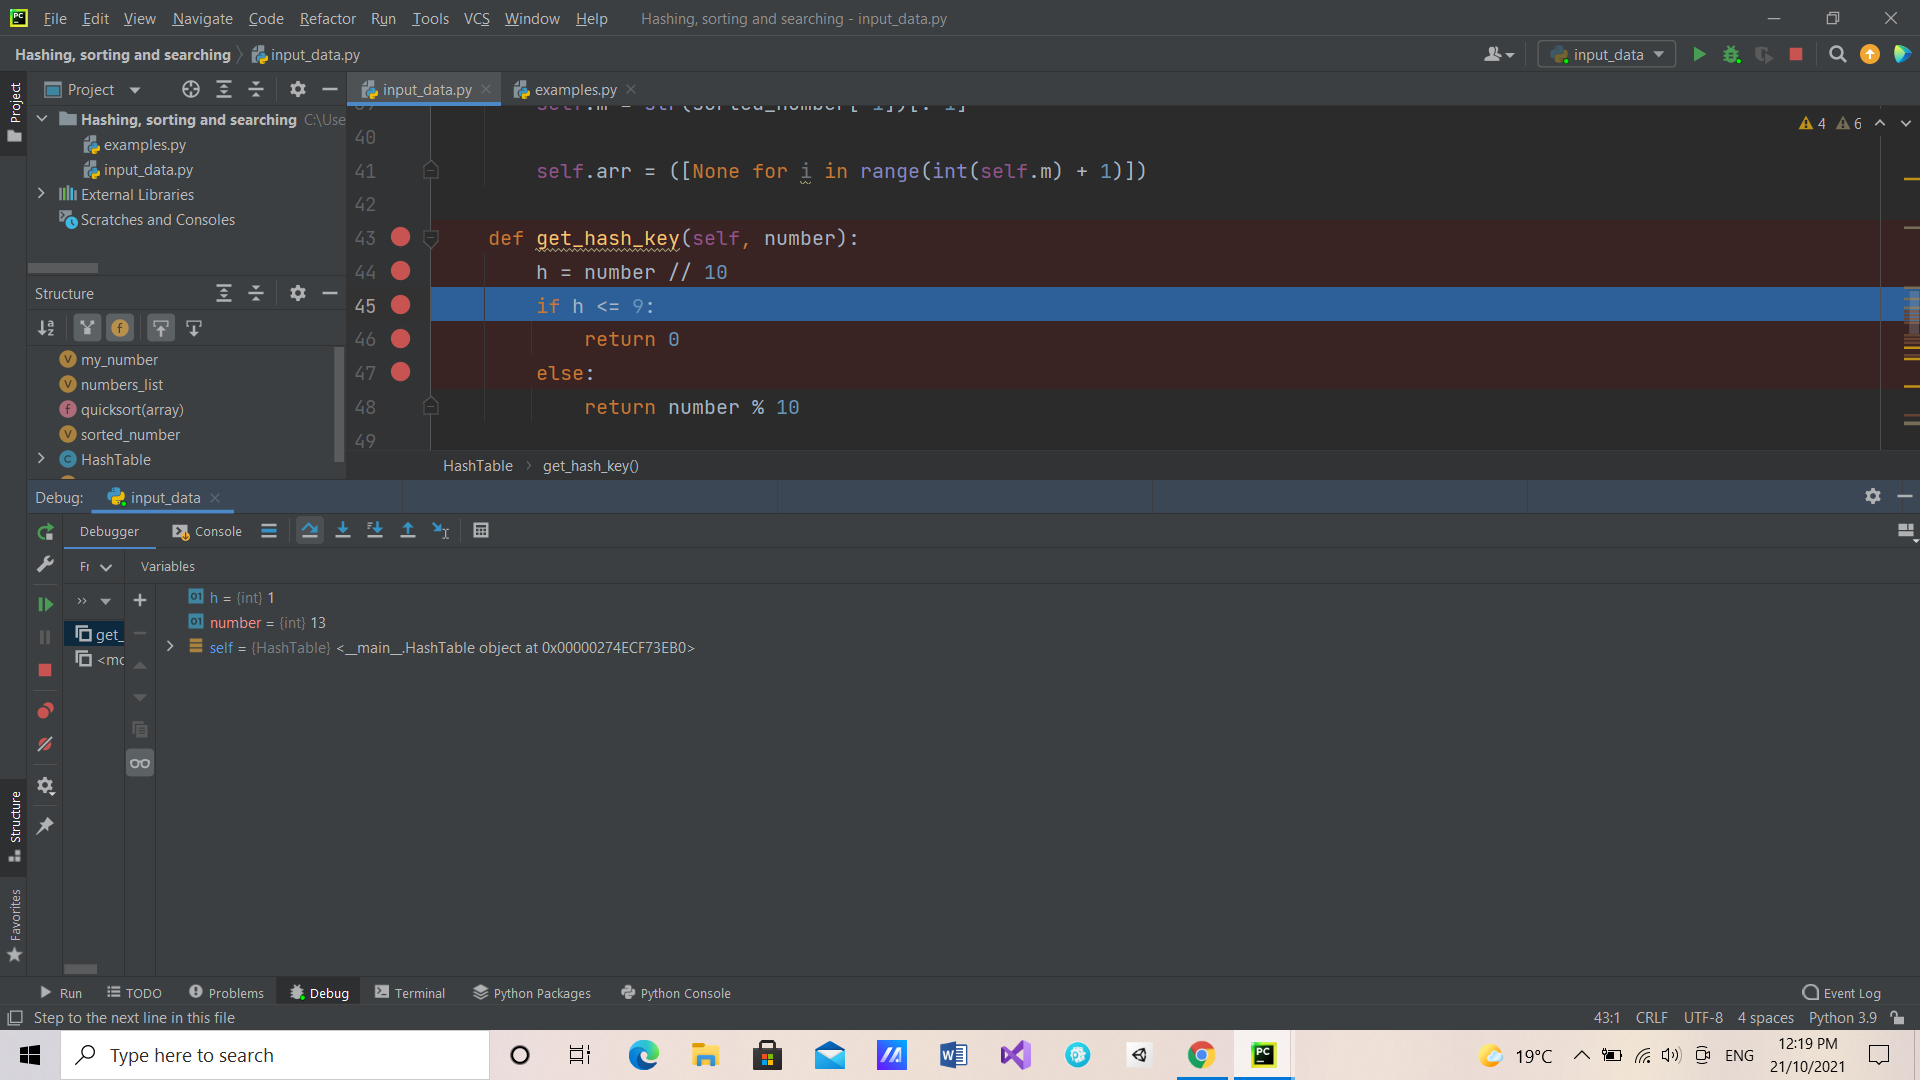 File Edit View Navigate Code Refactor Run Tools VCS Window Help Hashing, sorting and searching - input_data.py
Hashing, sorting and searching input_data.py input_data
Project
Project input_data.py examples.py
Hashing, sorting and searching C:\Use
examples.py
input_data.py
External Libraries
Scratches and Consoles
Structure
my_number
numbers_list
quicksort(array)
sorted_number
HashTable
4 6
40
41 self.arr = ([None for i in range(int(self.m) + 1)])
42
43 def get_hash_key(self, number):
44 h = number // 10
45 if h <= 9:
46 return 0
47 else:
48 return number % 10
49
HashTable get_hash_key()
Debug: input_data
Debugger Console
Fr Variables
h = {int} 1
number = {int} 13
self = {HashTable} <__main__.HashTable object at 0x00000274ECF73EB0>
get_
<mo
Structure
Favorites
Run TODO Problems Debug Terminal Python Packages Python Console Event Log
Step to the next line in this file 43:1 CRLF UTF-8 4 spaces Python 3.9
Type here to search 19°C ENG 12:19 PM
21/10/2021